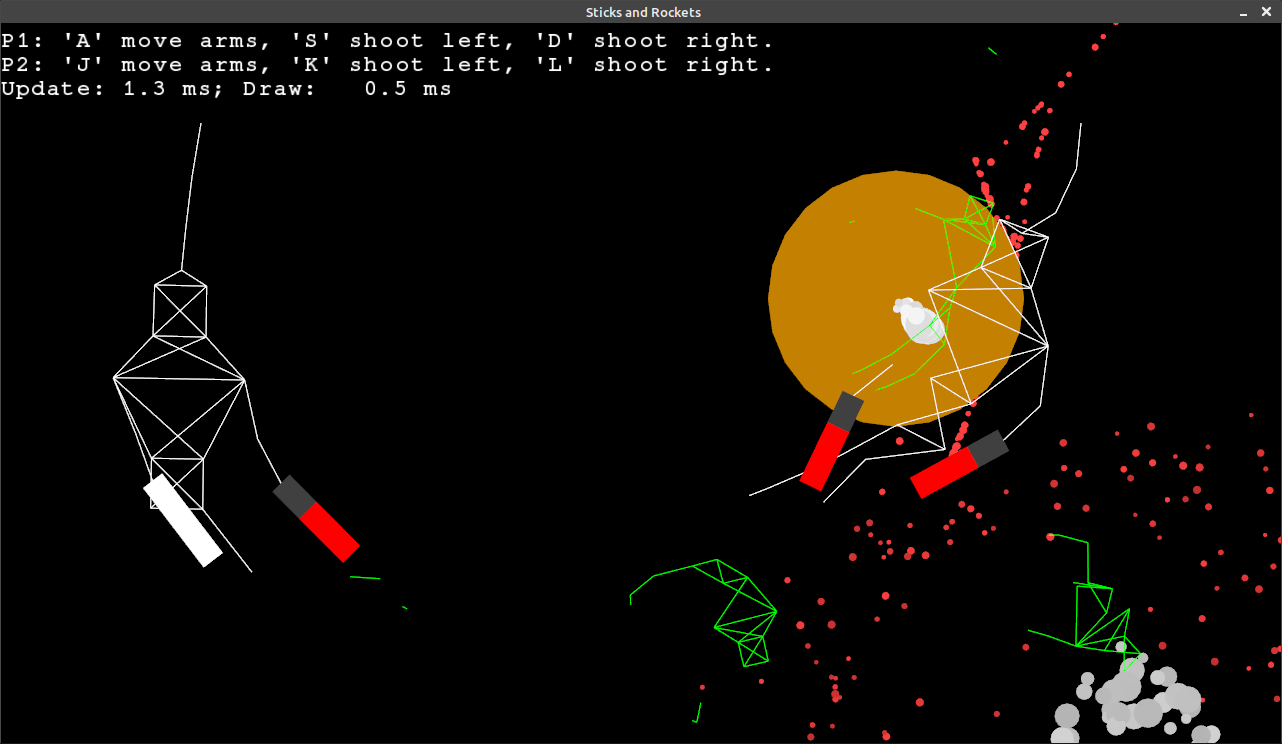 Sticks and Rockets
P1: 'A' move arms, 'S' shoot left, 'D' shoot right.
P2: 'J' move arms, 'K' shoot left, 'L' shoot right.
Update: 1.3 ms; Draw:   0.5 ms